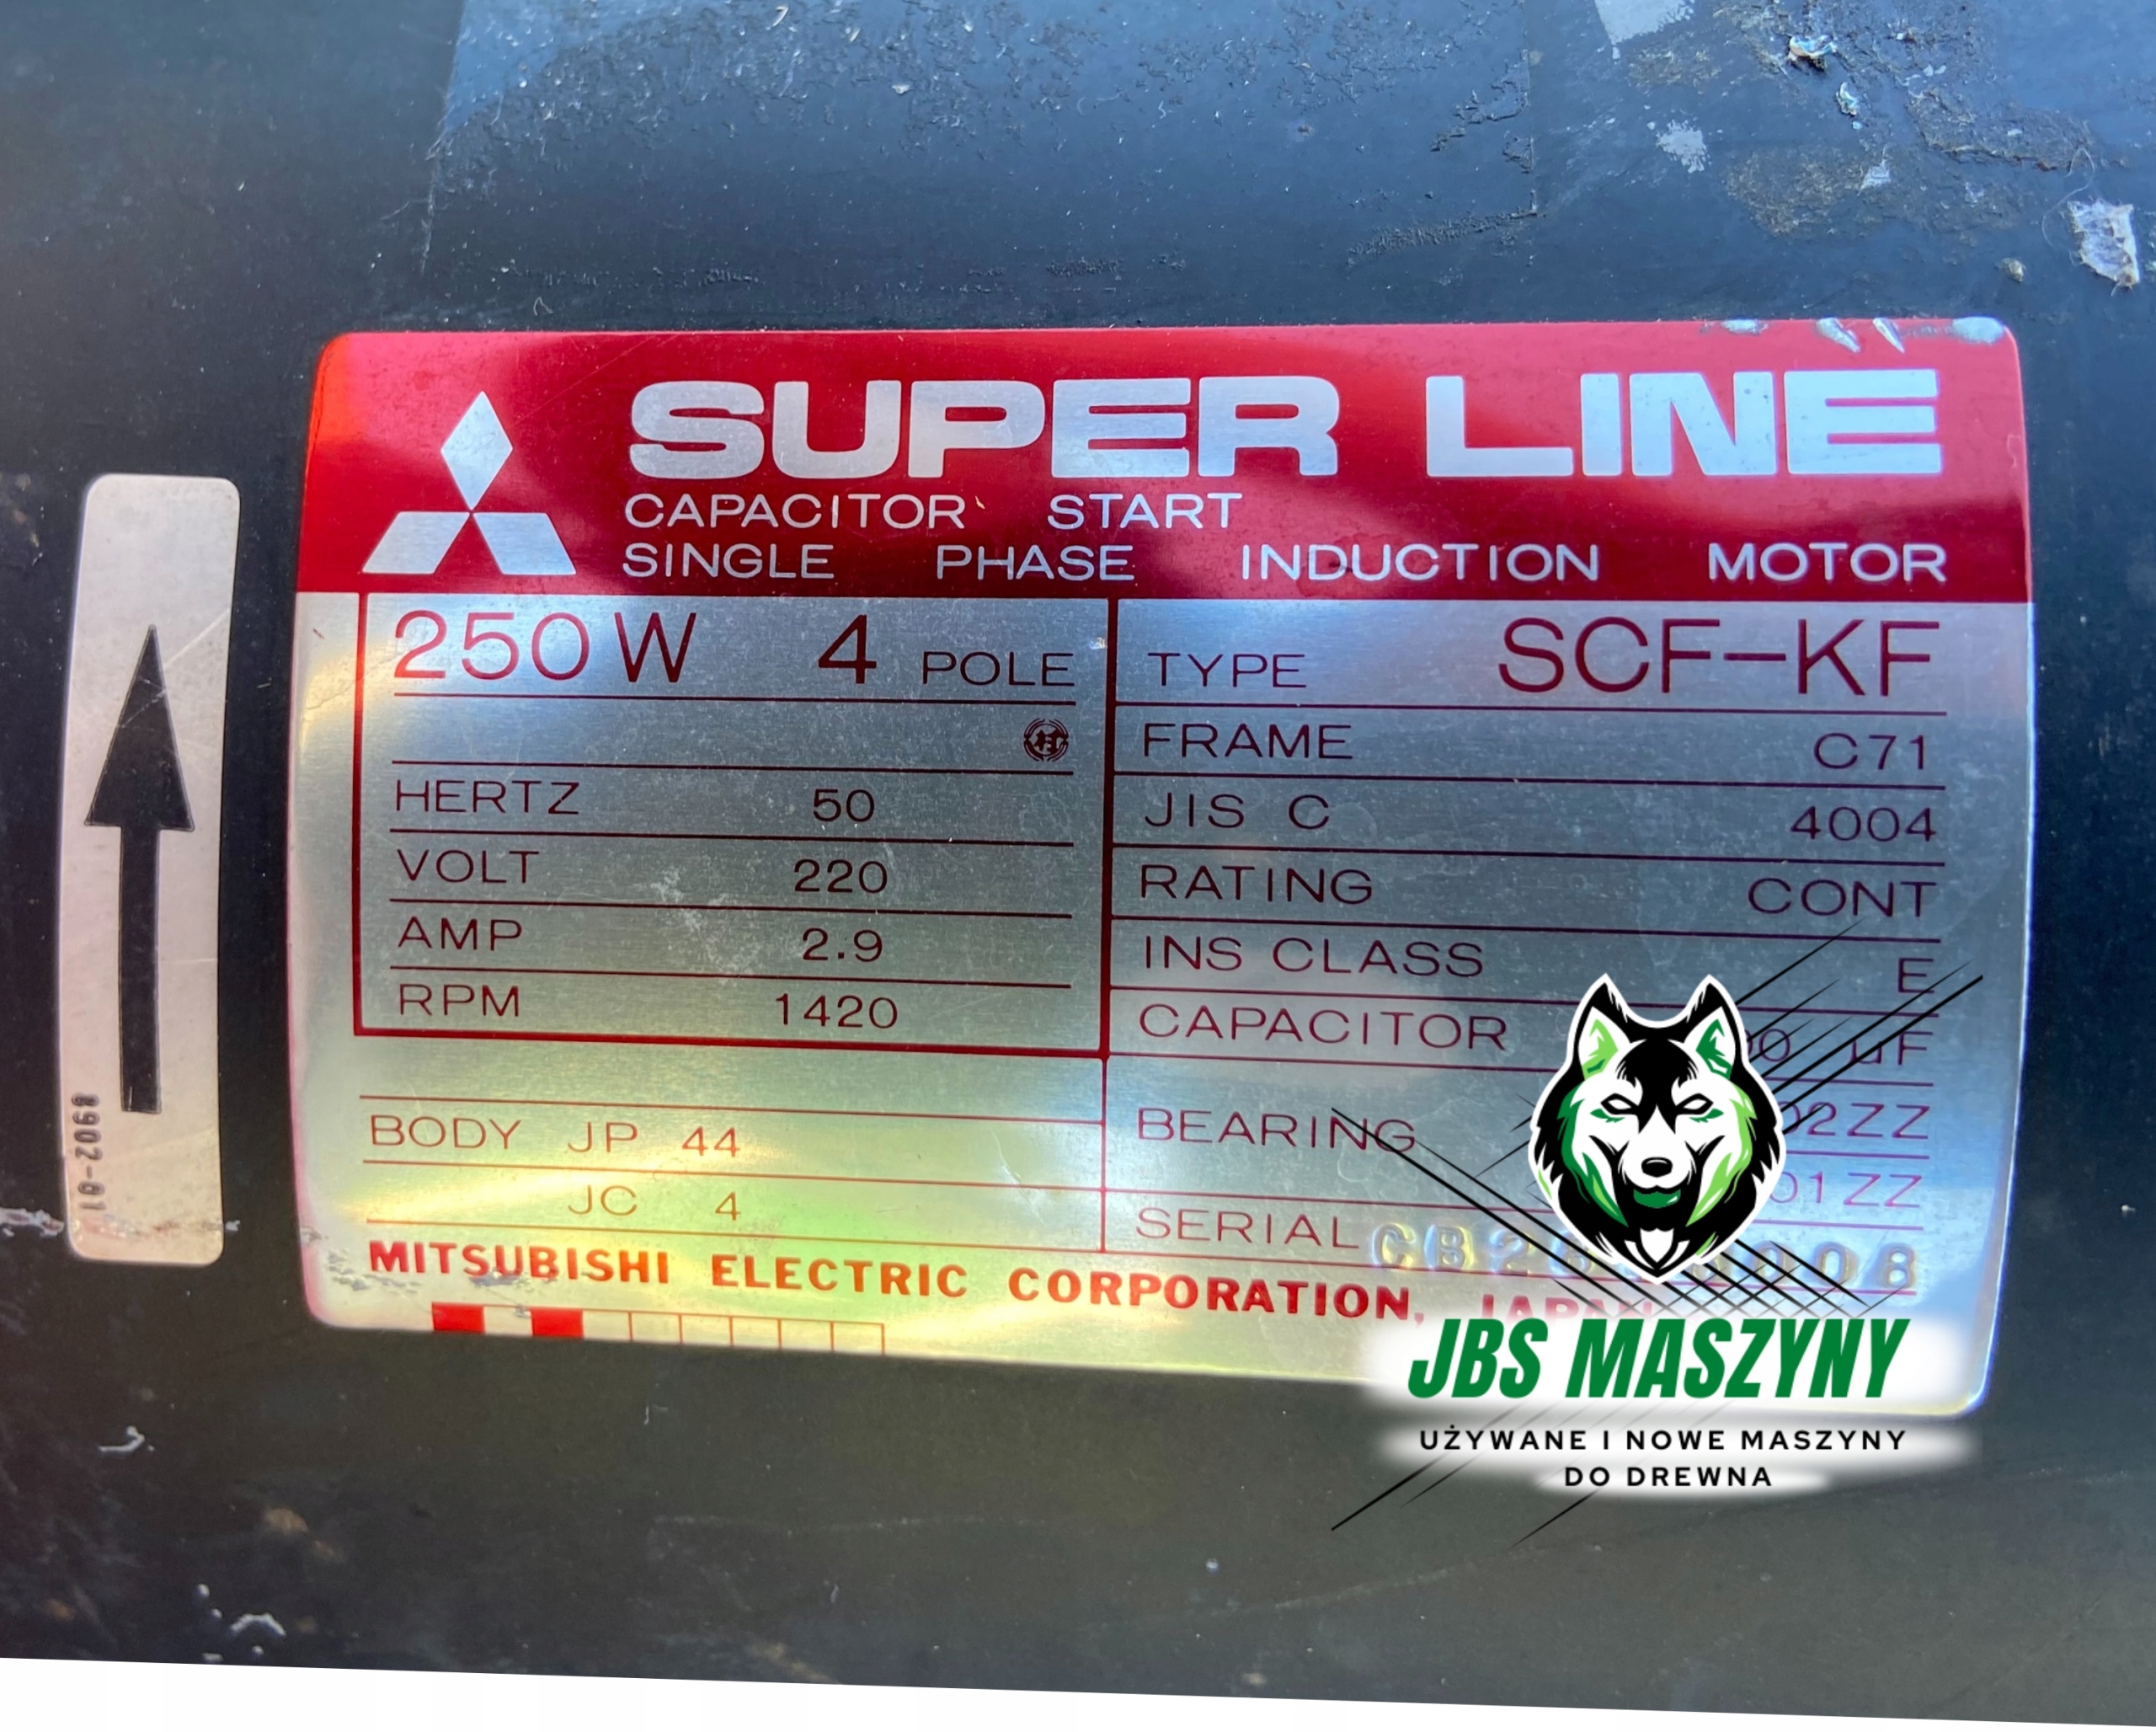 SUPER LINE
CAPACITOR START
SINGLE PHASE INDUCTION MOTOR
250W 4 POLE
HERTZ 50
VOLT 220
AMP 2.9
RPM 1420
BODY JP 44
JC 4
TYPE SCF-KF
FRAME C71
JIS C 4004
RATING CONT
INS CLASS E
CAPACITOR µF
BEARING
SERIAL
MITSUBISHI ELECTRIC CORPORATION, JAPAN
8902-01
JBS MASZYNY
UŻYWANE I NOWE MASZYNY
DO DREWNA